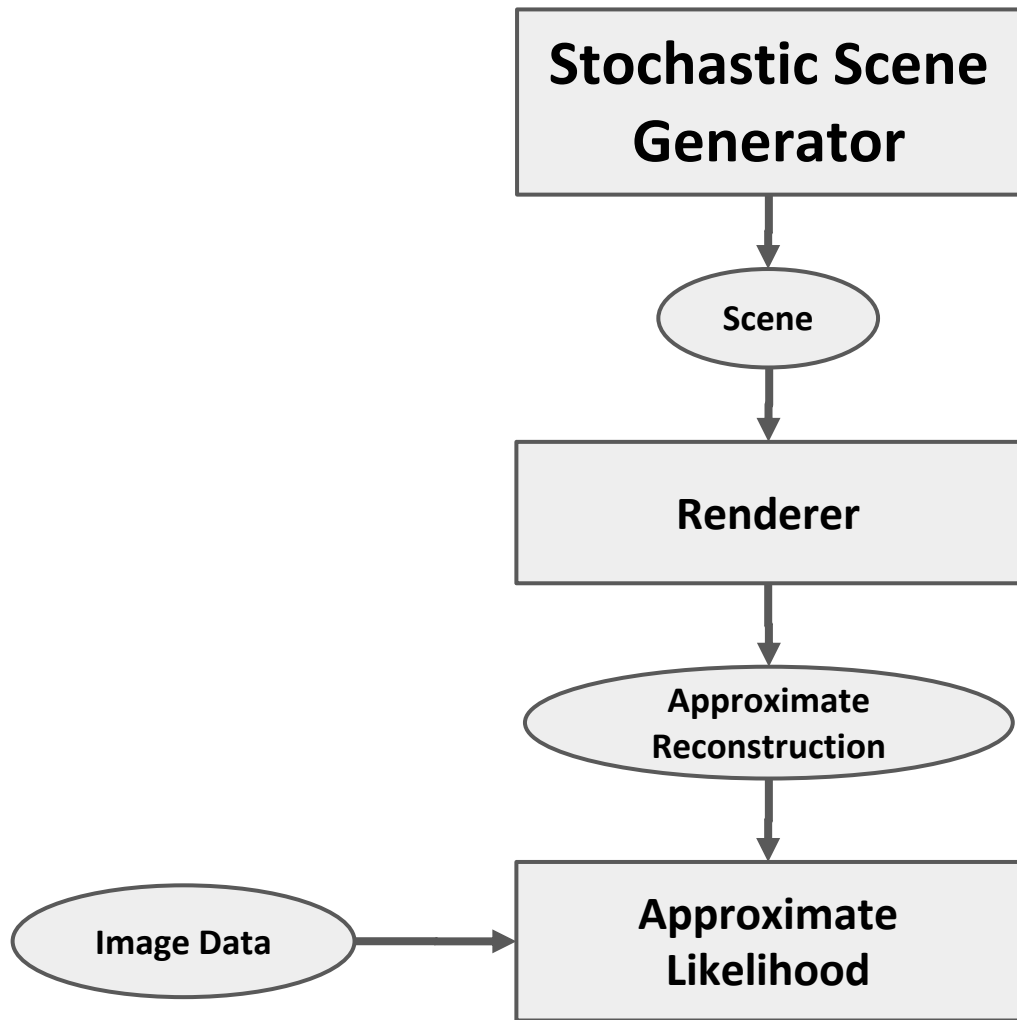 Stochastic Scene
Generator
Scene
Renderer
Approximate
Reconstruction
Image Data
Approximate
Likelihood